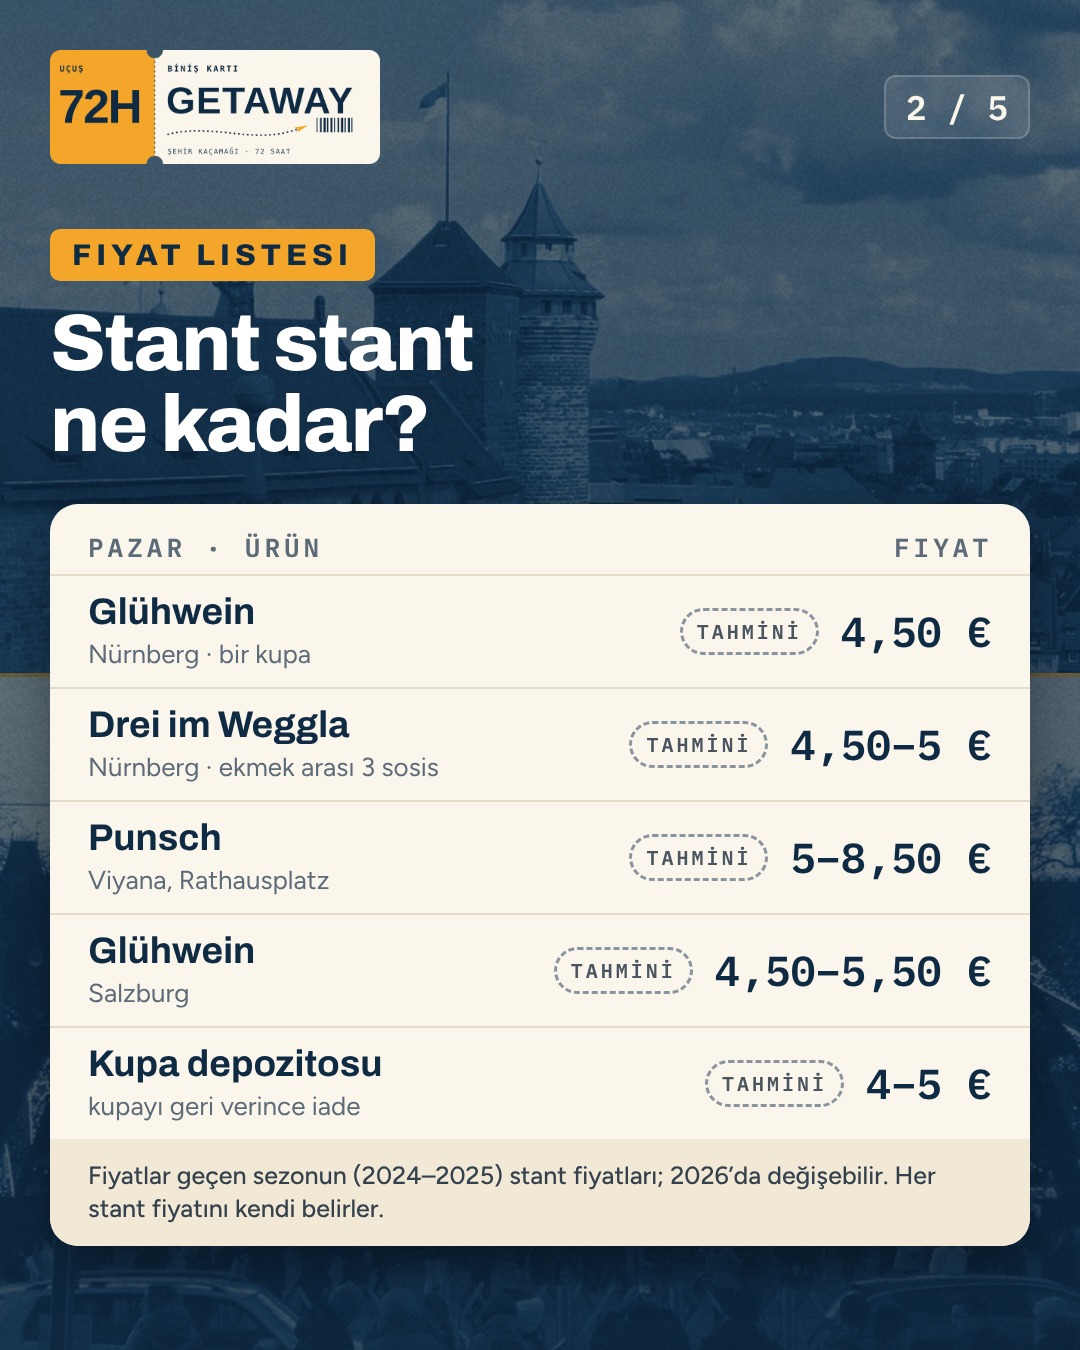 UÇUŞ
72H
BİNİŞ KARTI
GETAWAY
ŞEHİR KAÇAMAĞI · 72 SAAT
2 / 5
FIYAT LISTESI
Stant stant
ne kadar?
PAZAR · ÜRÜN FIYAT
Glühwein
Nürnberg · bir kupa
TAHMİNİ 4,50 €
Drei im Weggla
Nürnberg · ekmek arası 3 sosis
TAHMİNİ 4,50–5 €
Punsch
Viyana, Rathausplatz
TAHMİNİ 5–8,50 €
Glühwein
Salzburg
TAHMİNİ 4,50–5,50 €
Kupa depozitosu
kupayı geri verince iade
TAHMİNİ 4–5 €
Fiyatlar geçen sezonun (2024–2025) stant fiyatları; 2026’da değişebilir. Her
stant fiyatını kendi belirler.